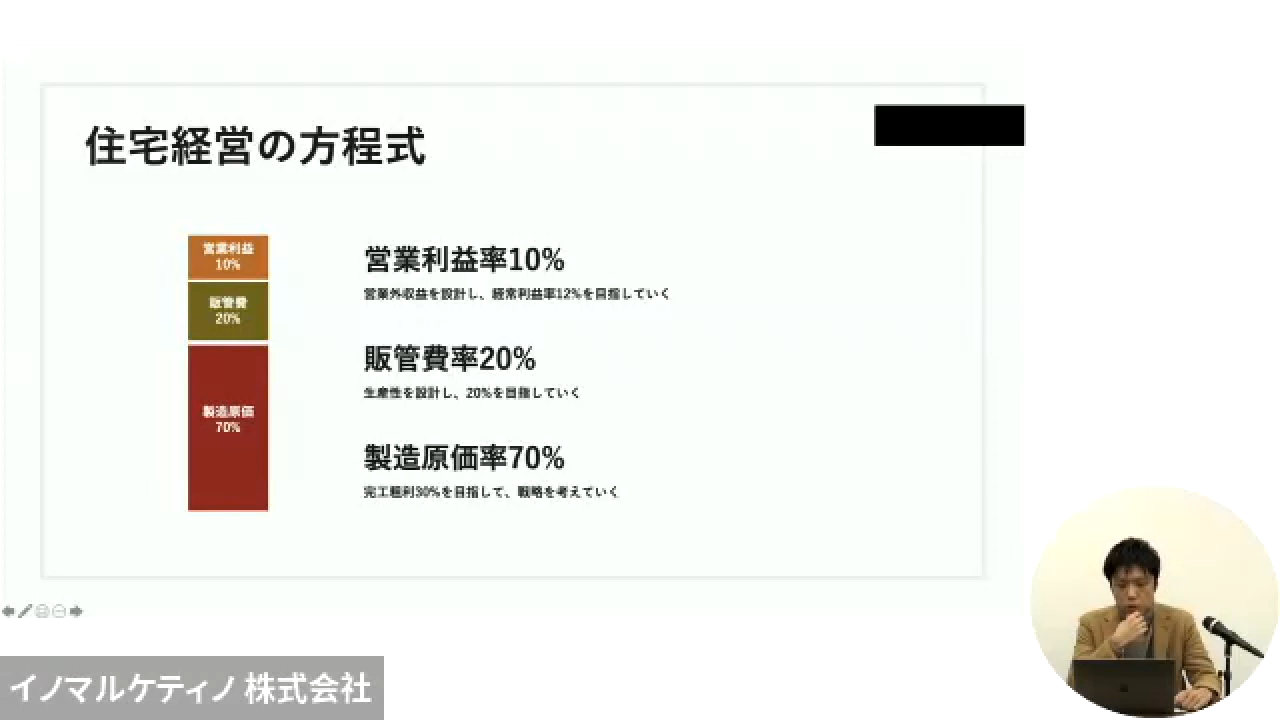 住宅経営の方程式
営業利益
10%
販管費
20%
製造原価
70%
営業利益率10%
営業外収益を設計し、経常利益率12%を目指していく
販管費率20%
生産性を設計し、20%を目指していく
製造原価率70%
完工粗利30%を目指して、戦略を考えていく
イノマルケティノ 株式会社